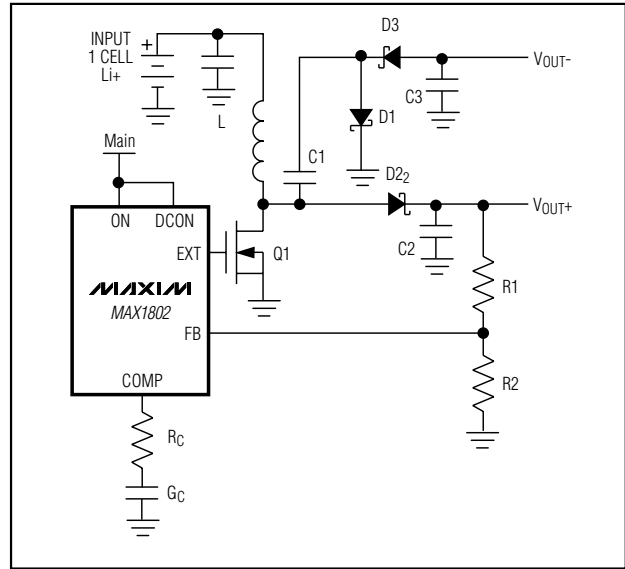 INPUT
1 CELL
Li+
+
D3
VOUT-
C3
L
D1
C1
Main
D22
VOUT+
ON DCON
C2
EXT
Q1
R1
MAXIM
MAX1802
FB
R2
COMP
RC
GC